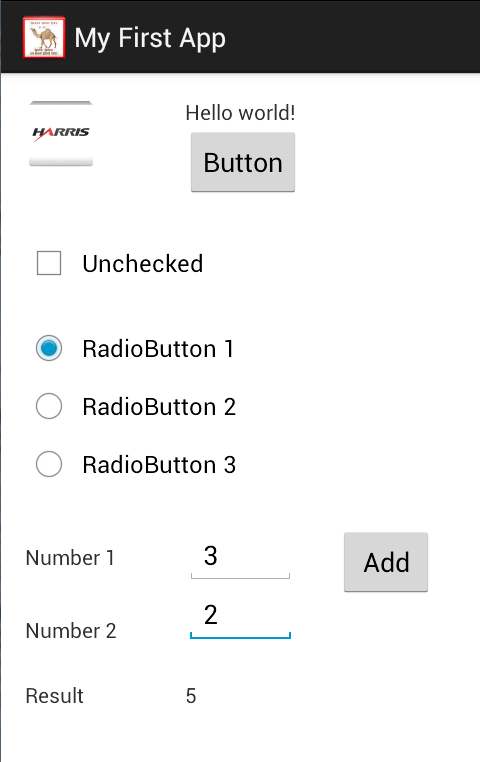 My First App
HARRIS
Hello world!
Button
Unchecked
RadioButton 1
RadioButton 2
RadioButton 3
Number 1
3
Add
Number 2
2
Result
5